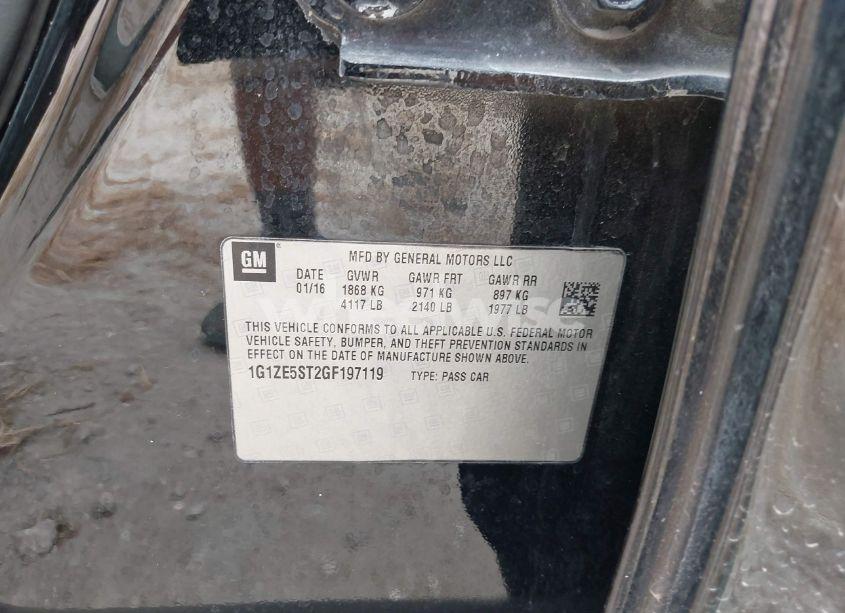 GM ® MFD BY GENERAL MOTORS LLC
DATE GVWR GAWR FRT GAWR RR
01/16 1868 KG 971 KG 897 KG
4117 LB 2140 LB 1977 LB
THIS VEHICLE CONFORMS TO ALL APPLICABLE U.S. FEDERAL MOTOR
VEHICLE SAFETY, BUMPER, AND THEFT PREVENTION STANDARDS IN
EFFECT ON THE DATE OF MANUFACTURE SHOWN ABOVE.
1G1ZE5ST2GF197119 TYPE: PASS CAR